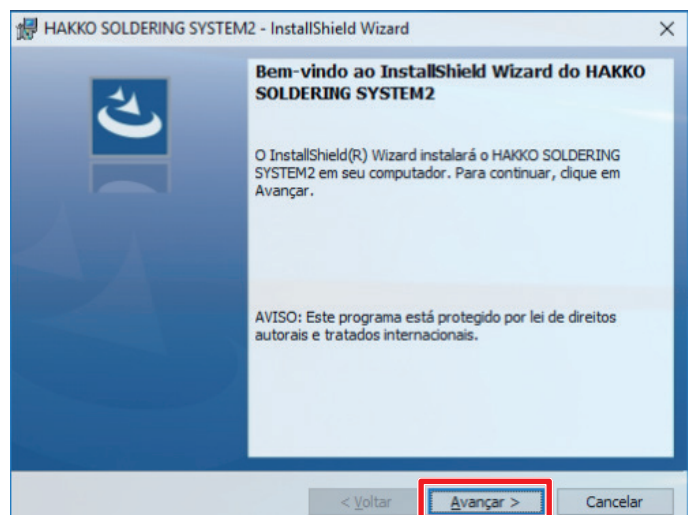 HAKKO SOLDERING SYSTEM2 - InstallShield Wizard
Bem-vindo ao InstallShield Wizard do HAKKO
SOLDERING SYSTEM2
O InstallShield(R) Wizard instalará o HAKKO SOLDERING
SYSTEM2 em seu computador. Para continuar, clique em
Avançar.
AVISO: Este programa está protegido por lei de direitos
autorais e tratados internacionais.
< Voltar
Avançar >
Cancelar